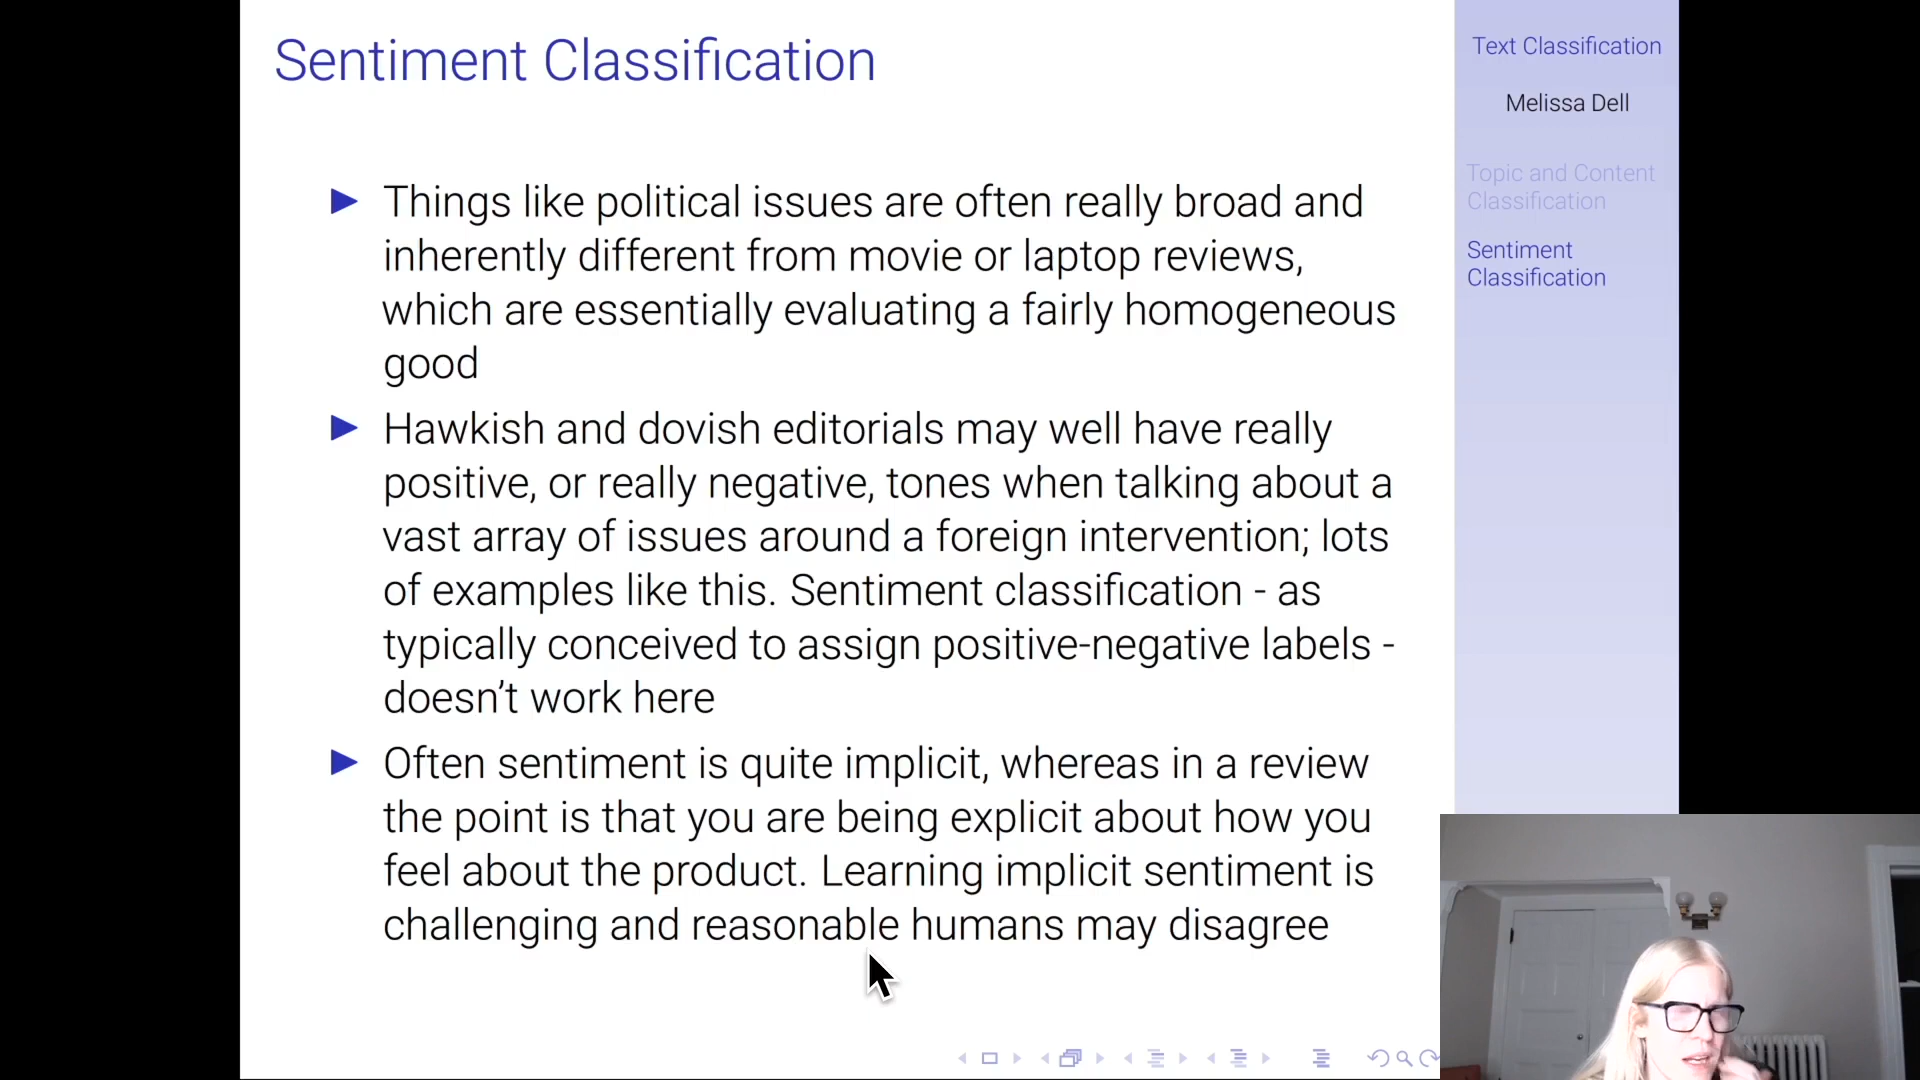 Sentiment Classification
Things like political issues are often really broad and
inherently different from movie or laptop reviews,
which are essentially evaluating a fairly homogeneous
good
Hawkish and dovish editorials may well have really
positive, or really negative, tones when talking about a
vast array of issues around a foreign intervention; lots
of examples like this. Sentiment classification - as
typically conceived to assign positive-negative labels -
doesn't work here
Often sentiment is quite implicit, whereas in a review
the point is that you are being explicit about how you
feel about the product. Learning implicit sentiment is
challenging and reasonable humans may disagree
Text Classification
Melissa Dell
Topic and Content
Classification
Sentiment
Classification